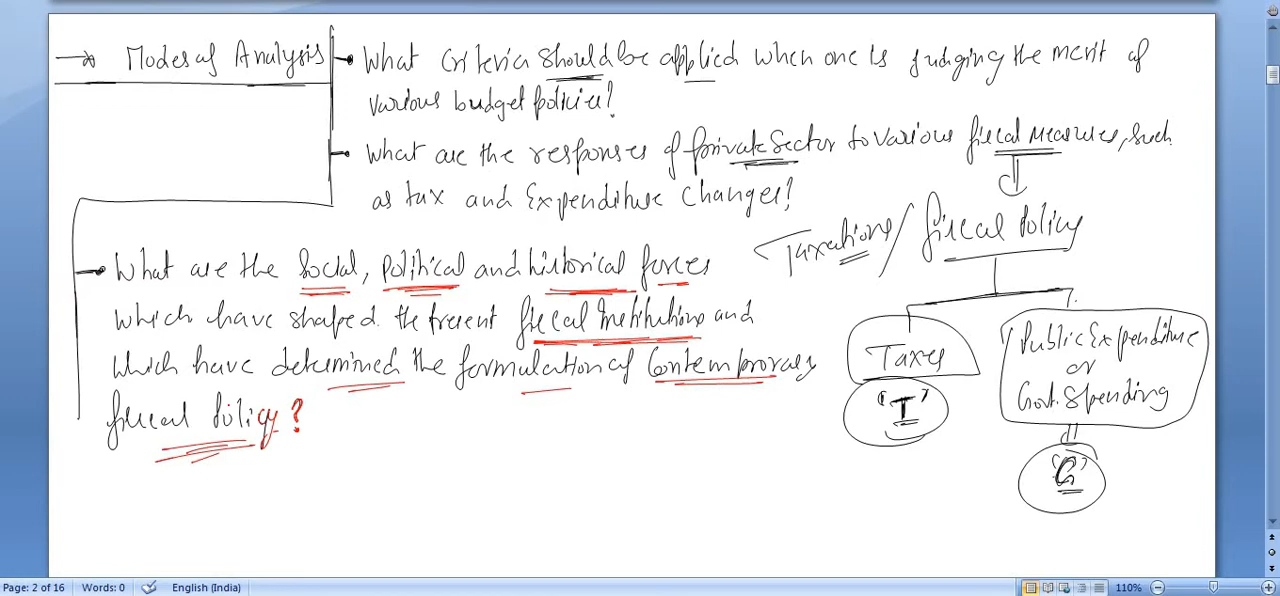 → Modes of Analysis
• What Criteria should be applied when one is judging the merit of
various budget policies?
• What are the responses of private Sector to various fiscal measures, such
as tax and Expenditure Changes?
• What are the Social, political and historical forces
which have shaped the present fiscal Institutions and
which have determined the formulation of Contemporary
fiscal policy?
Taxations / fiscal policy
Taxes
'T'
Public Expenditure
or
Govt. Spending
'G'
Page: 2 of 16 Words: 0 English (India) 110%